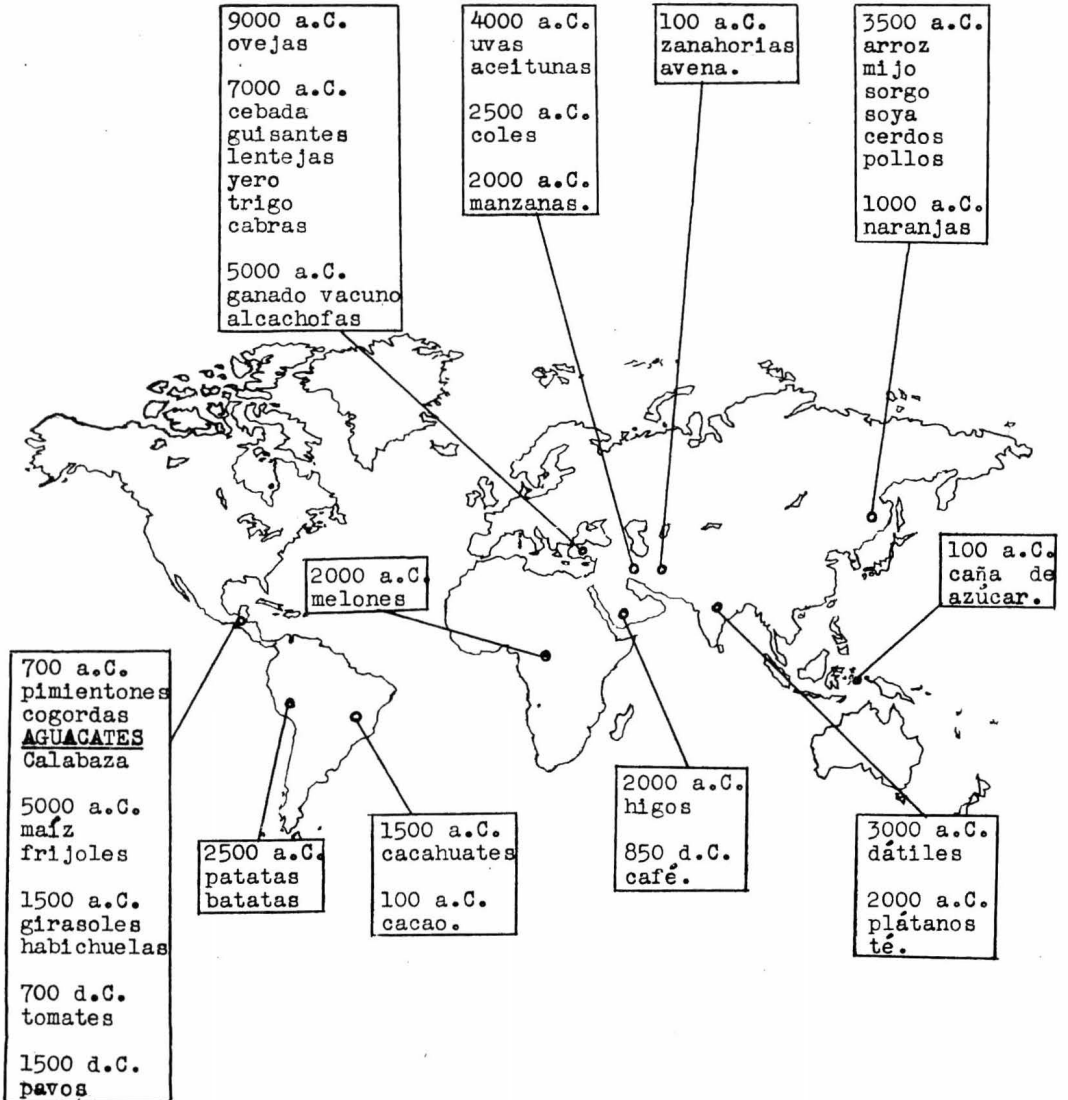 9000 a.C.
ovejas
7000 a.C.
cebada
guisantes
lentejas
yero
trigo
cabras
5000 a.C.
ganado vacuno
alcachofas
4000 a.C.
uvas
aceitunas
2500 a.C.
coles
2000 a.C.
manzanas.
100 a.C.
zanahorias
avena.
3500 a.C.
arroz
mijo
sorgo
soya
cerdos
pollos
1000 a.C.
naranjas
2000 a.C.
melones
100 a.C.
caña de
azúcar.
700 a.C.
pimientones
cogordas
AGUACATES
Calabaza
5000 a.C.
maíz
frijoles
1500 a.C.
girasoles
habichuelas
700 d.C.
tomates
1500 d.C.
pavos
2500 a.C.
patatas
batatas
1500 a.C.
cacahuates
100 a.C.
cacao.
2000 a.C.
higos
850 d.C.
café.
3000 a.C.
dátiles
2000 a.C.
plátanos
té.